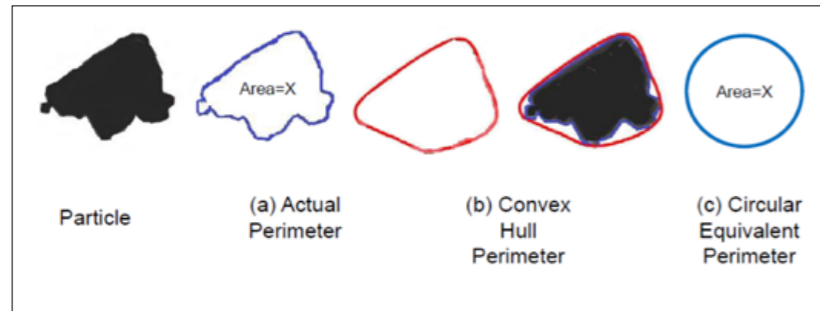 Area=X
Area=X
Particle
(a) Actual
Perimeter
(b) Convex
Hull
Perimeter
(c) Circular
Equivalent
Perimeter